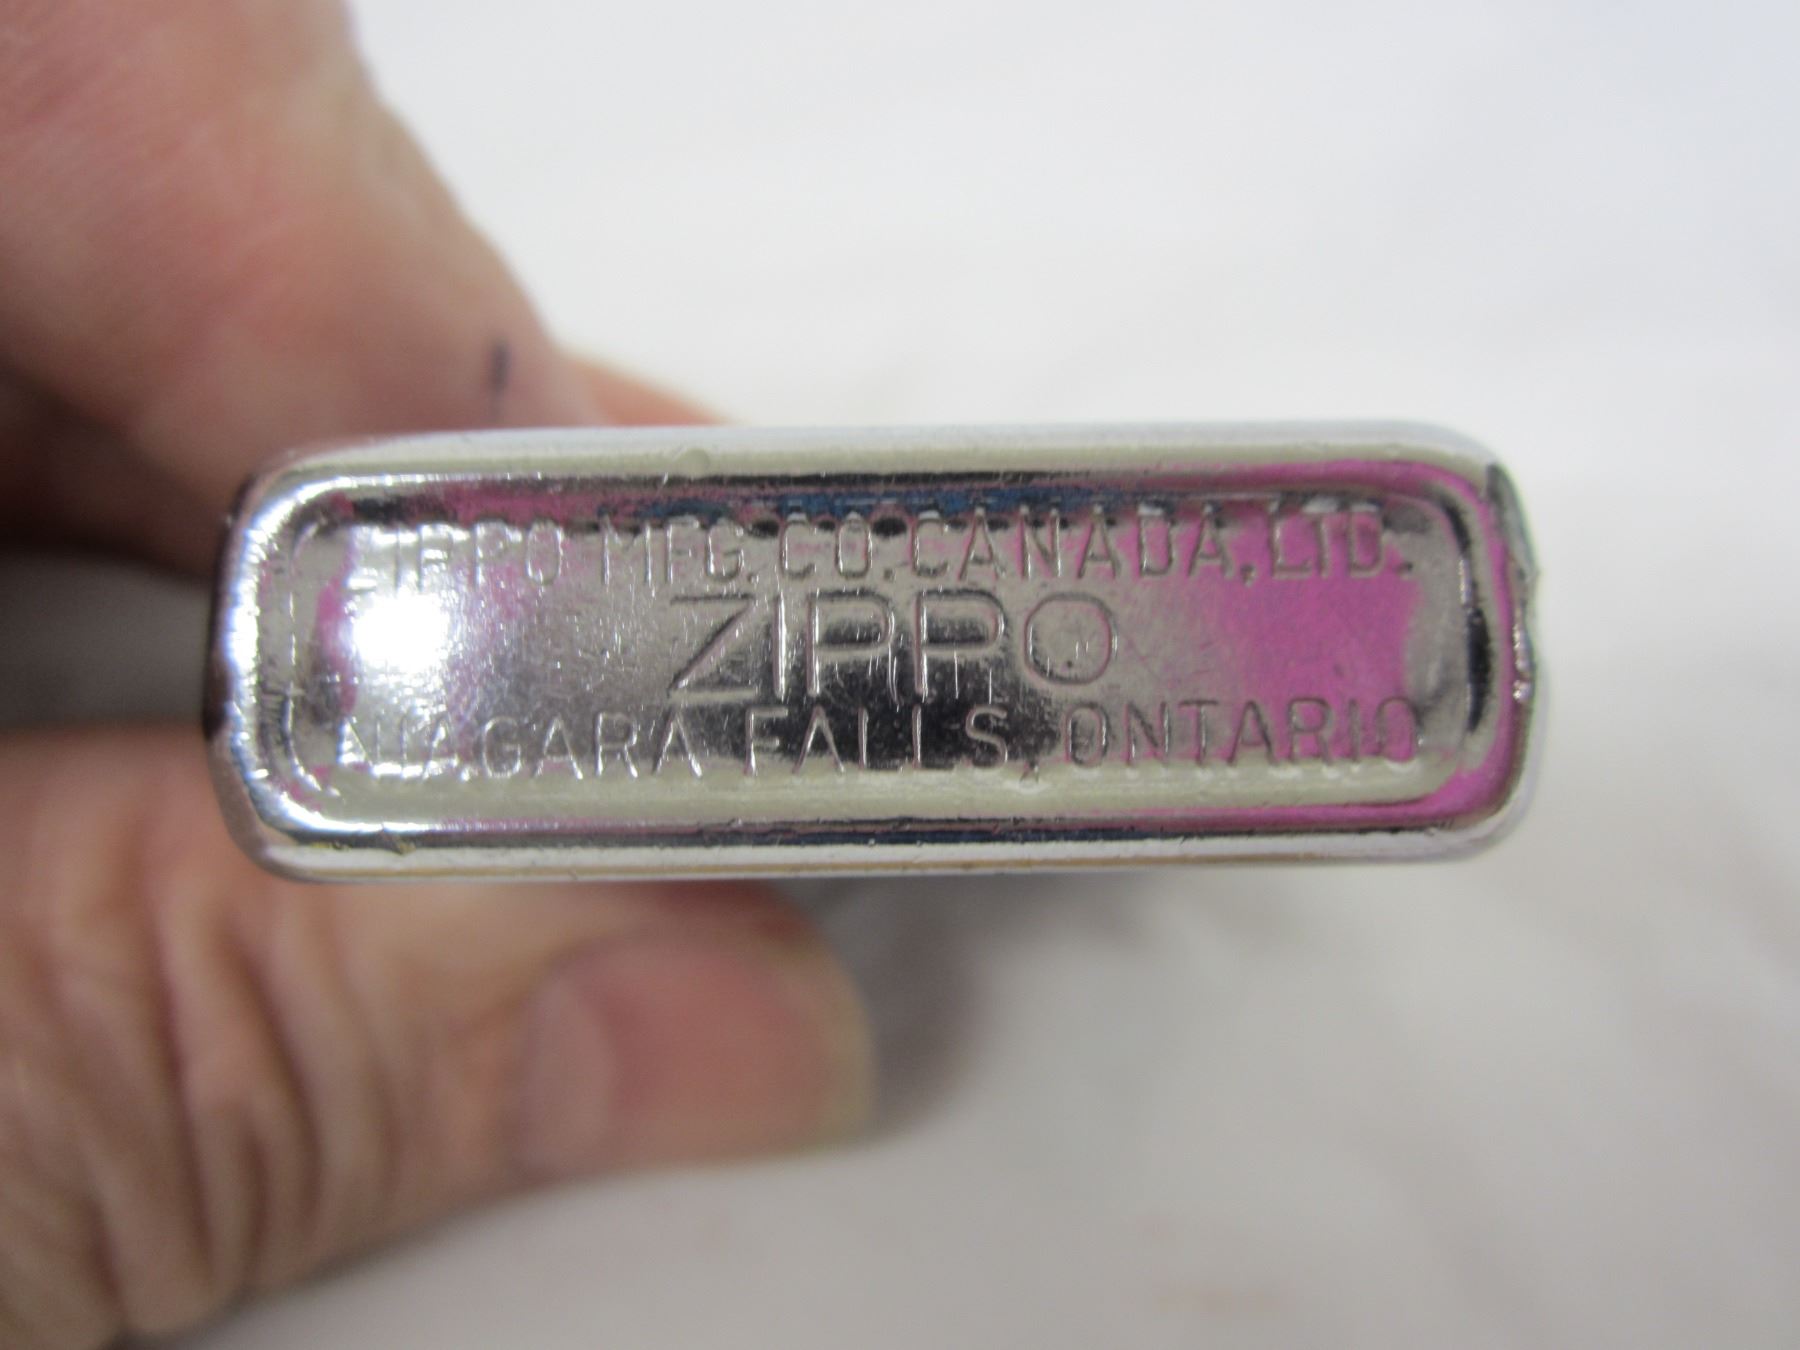 ZIPPO MFG. CO. CANADA, LTD.
ZIPPO
NIAGARA FALLS, ONTARIO